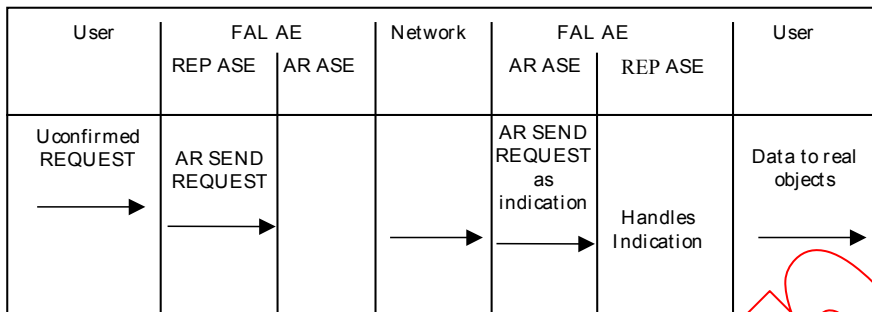 User FAL AE Network FAL AE User
REP ASE AR ASE AR ASE REP ASE
Uconfirmed
REQUEST
AR SEND
REQUEST
AR SEND
REQUEST
as
indication
Handles
Indication
Data to real
objects